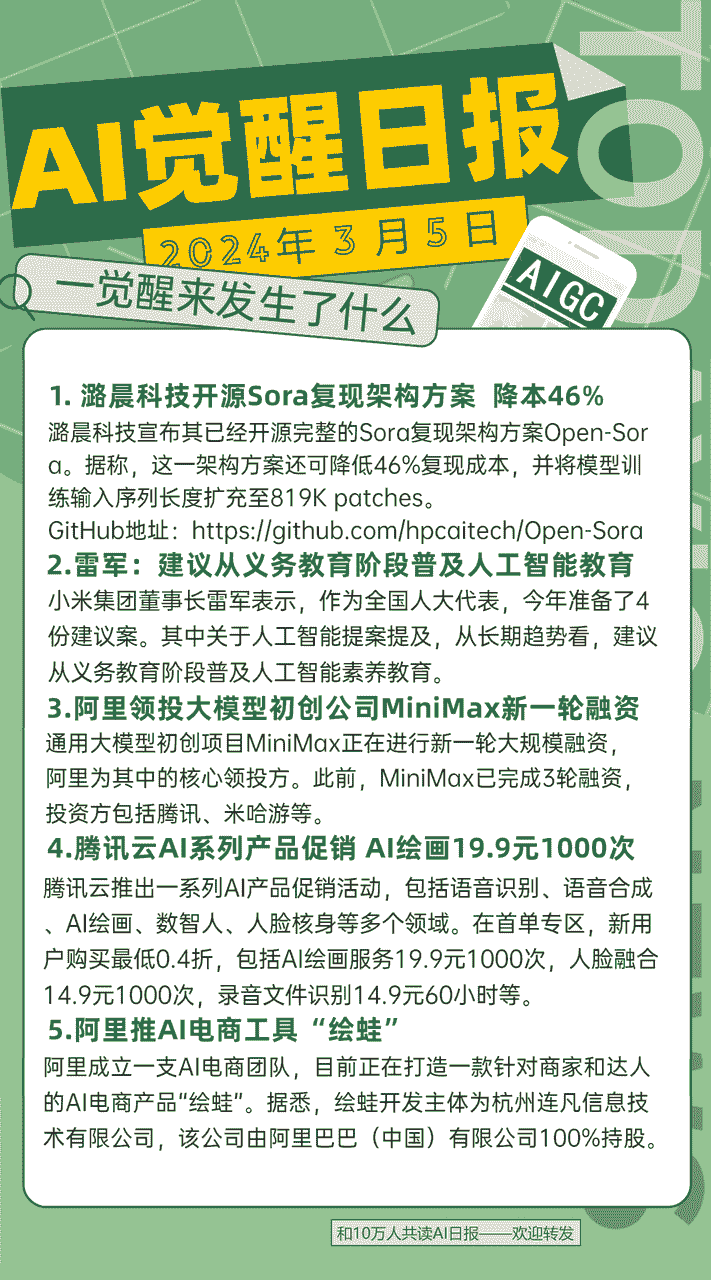 AI觉醒日报
2024年3月5日
一觉醒来发生了什么
AIGC
1. 潞晨科技开源Sora复现架构方案 降本46%
潞晨科技宣布其已经开源完整的Sora复现架构方案Open-Sor
a。据称，这一架构方案还可降低46%复现成本，并将模型训
练输入序列长度扩充至819K patches。
GitHub地址：https://github.com/hpcaitech/Open-Sora
2.雷军：建议从义务教育阶段普及人工智能教育
小米集团董事长雷军表示，作为全国人大代表，今年准备了4
份建议案。其中关于人工智能提案提及，从长期趋势看，建议
从义务教育阶段普及人工智能素养教育。
3.阿里领投大模型初创公司MiniMax新一轮融资
通用大模型初创项目MiniMax正在进行新一轮大规模融资，
阿里为其中的核心领投方。此前，MiniMax已完成3轮融资，
投资方包括腾讯、米哈游等。
4.腾讯云AI系列产品促销 AI绘画19.9元1000次
腾讯云推出一系列AI产品促销活动，包括语音识别、语音合成
、AI绘画、数智人、人脸核身等多个领域。在首单专区，新用
户购买最低0.4折，包括AI绘画服务19.9元1000次，人脸融合
14.9元1000次，录音文件识别14.9元60小时等。
5.阿里推AI电商工具“绘蛙”
阿里成立一支AI电商团队，目前正在打造一款针对商家和达人
的AI电商产品“绘蛙”。据悉，绘蛙开发主体为杭州连凡信息技
术有限公司，该公司由阿里巴巴（中国）有限公司100%持股。
和10万人共读AI日报——欢迎转发